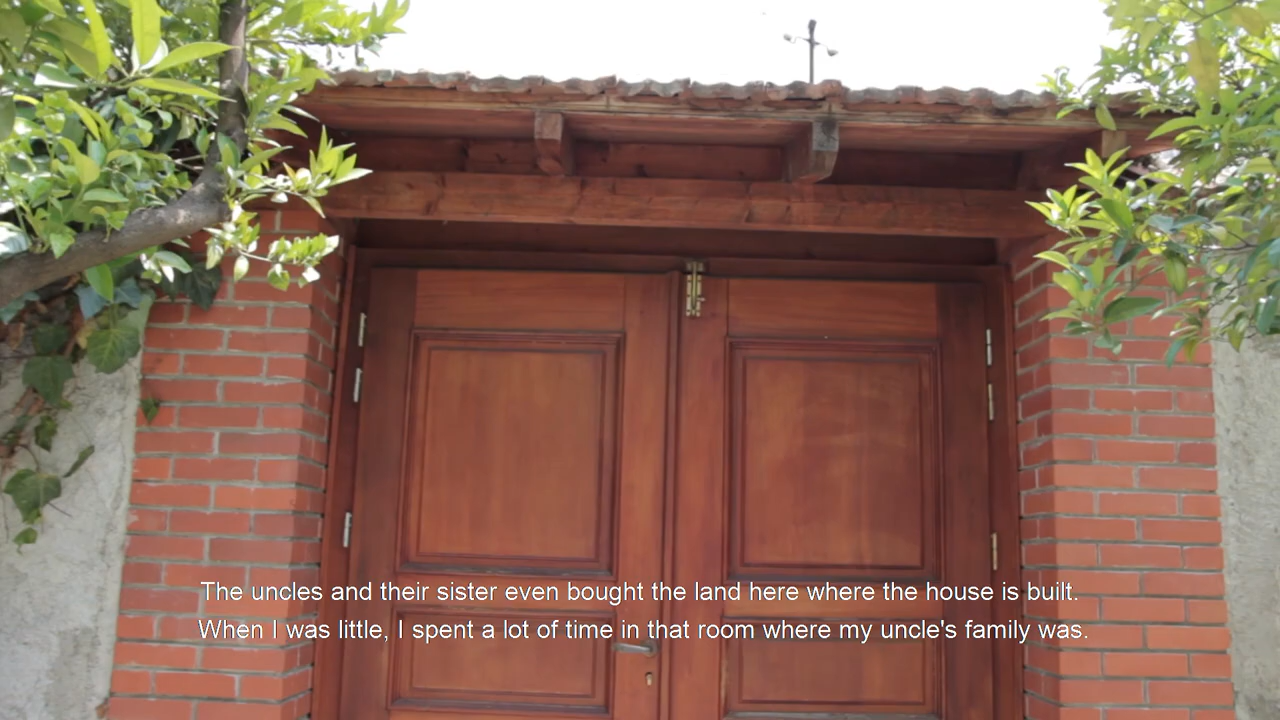 The uncles and their sister even bought the land here where the house is built.
When I was little, I spent a lot of time in that room where my uncle's family was.